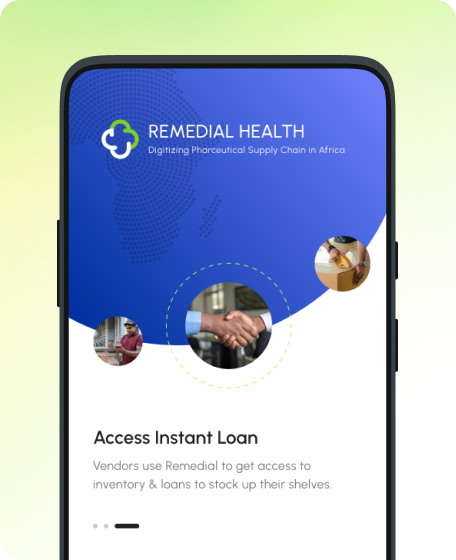 REMEDIAL HEALTH
Digitizing Pharceutical Supply Chain in Africa
Access Instant Loan
Vendors use Remedial to get access to
inventory & loans to stock up their shelves.